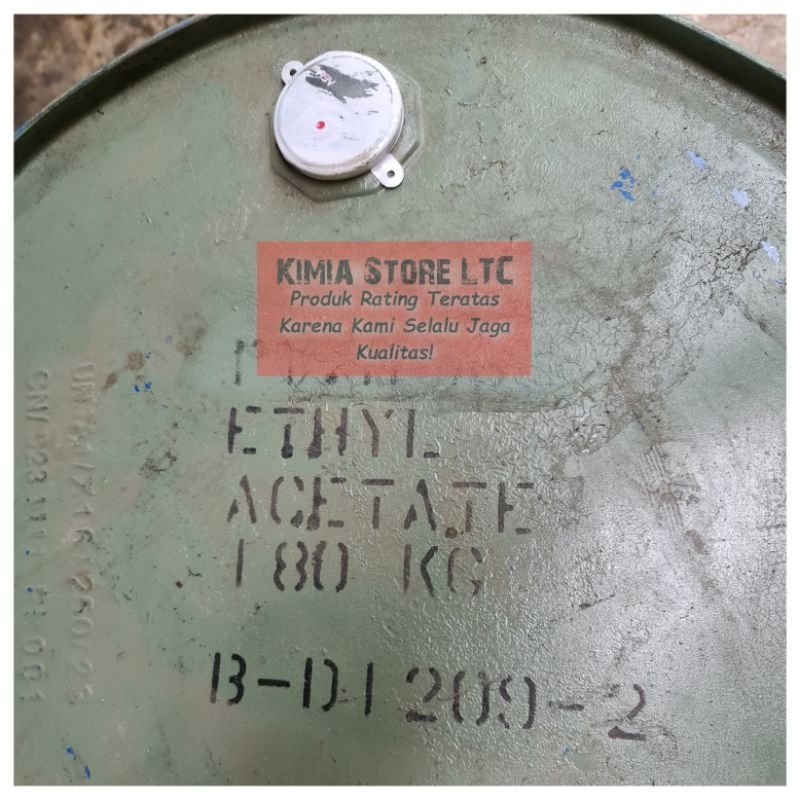 KIMIA STORE LTC
Produk Rating Teratas
Karena Kami Selalu Jaga
Kualitas!
ETHYL
ACETATE
180 KG
B-D1209-2